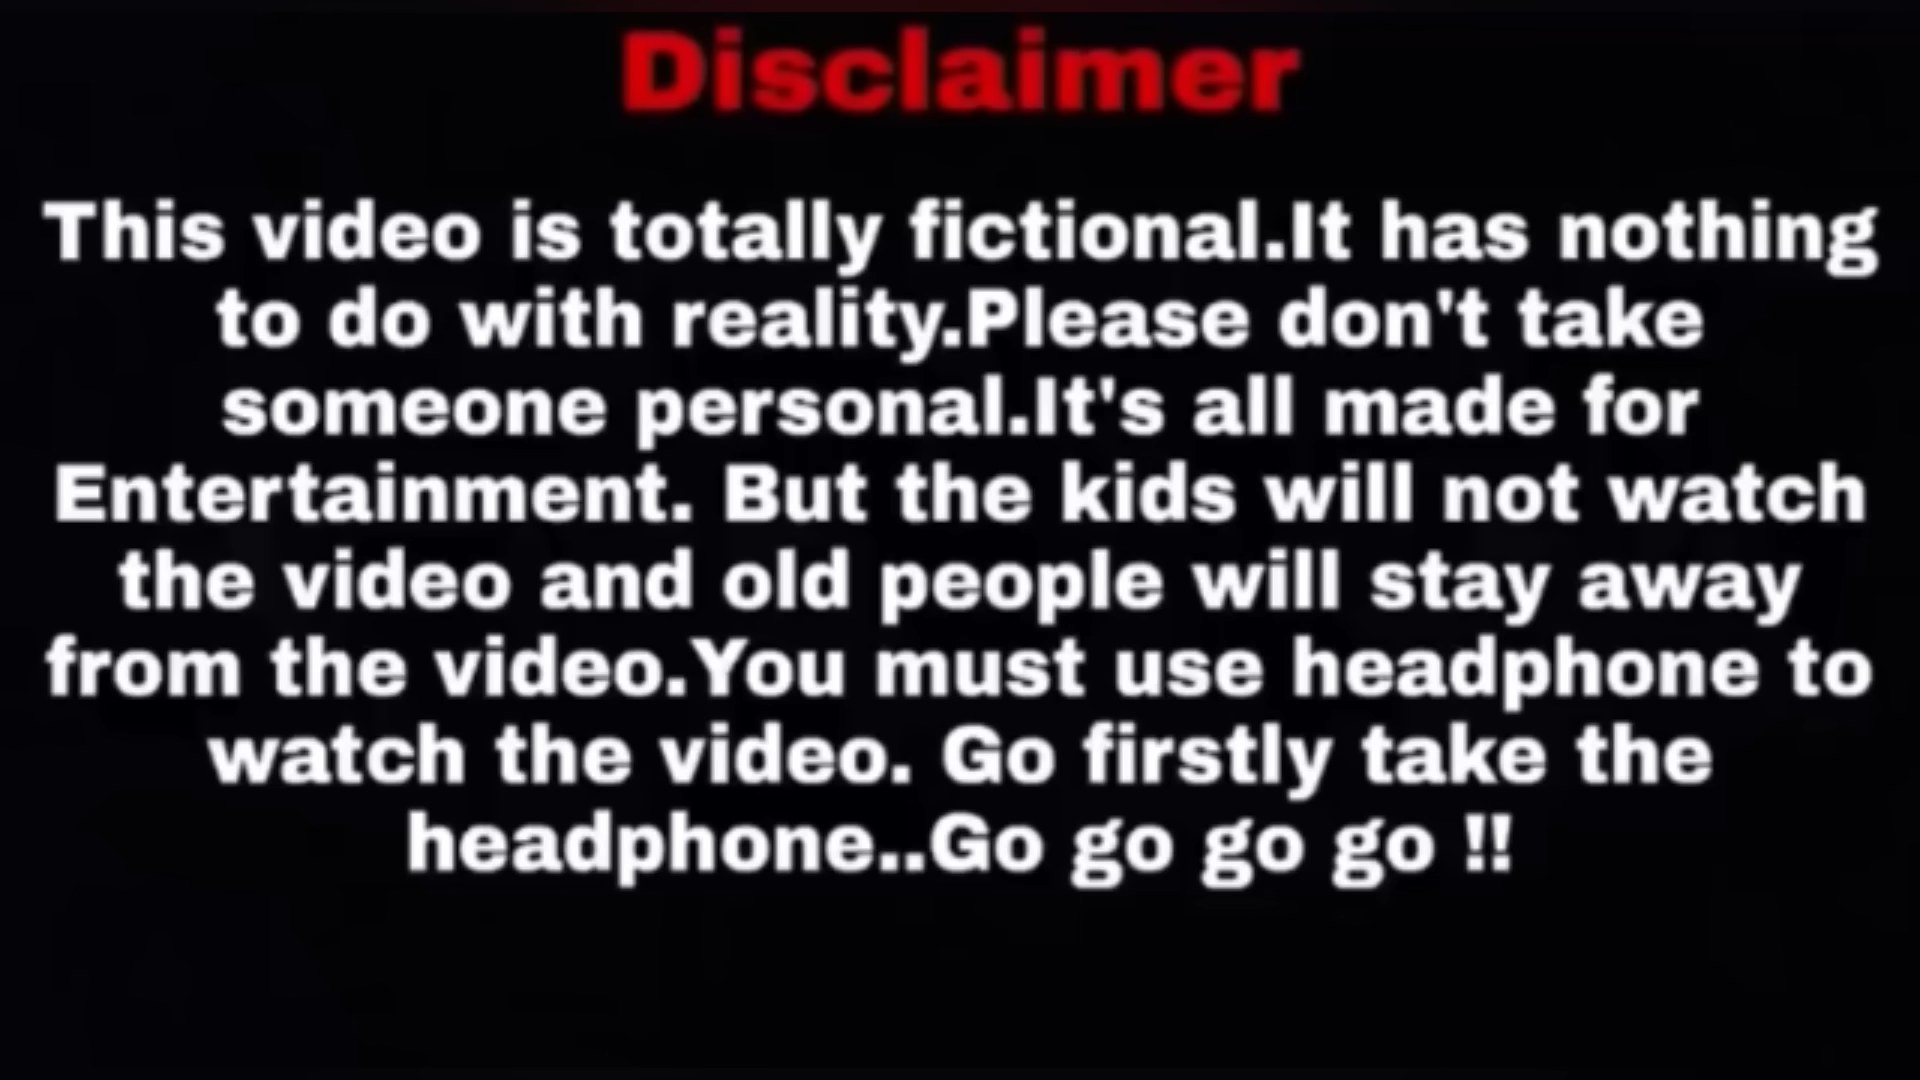 Disclaimer
This video is totally fictional.It has nothing
to do with reality.Please don't take
someone personal.It's all made for
Entertainment. But the kids will not watch
the video and old people will stay away
from the video.You must use headphone to
watch the video. Go firstly take the
headphone..Go go go go !!